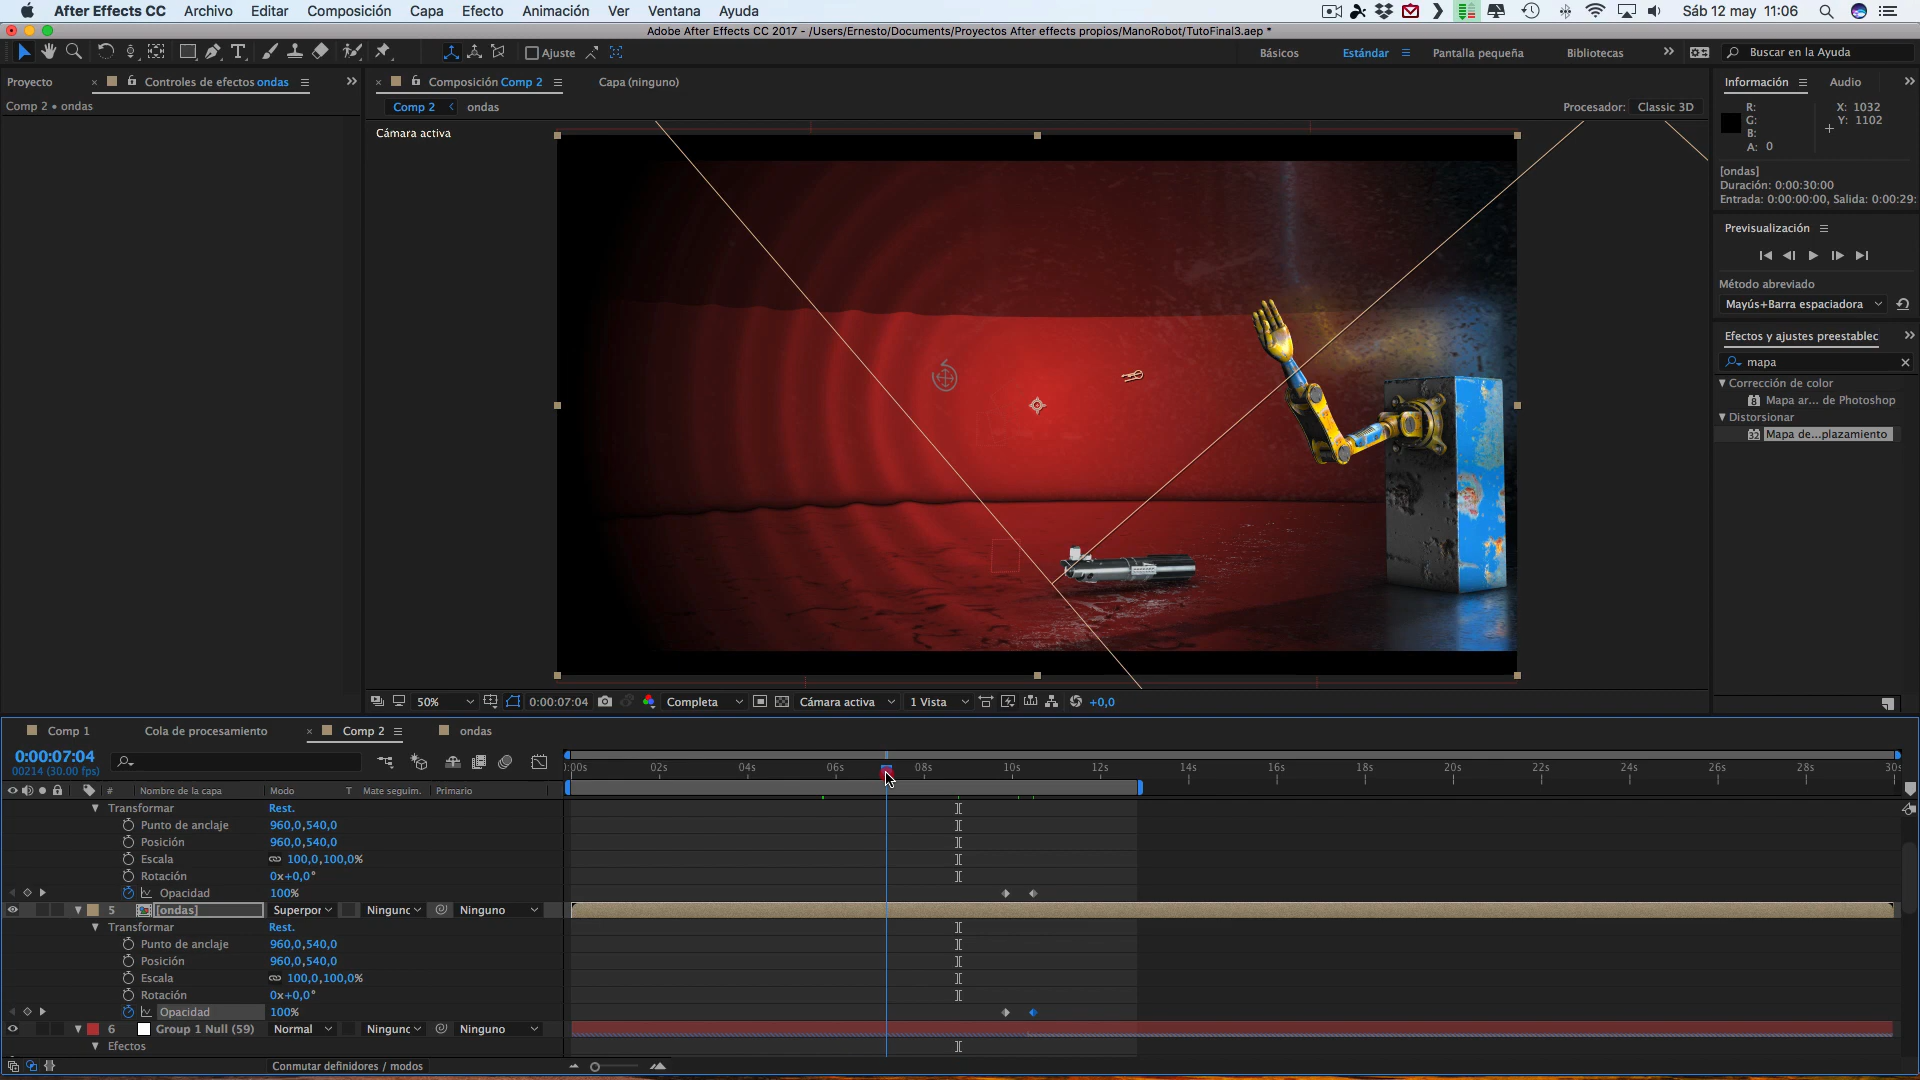 After Effects CC Archivo Editar Composición Capa Efecto Animación Ver Ventana Ayuda Sáb 12 may 11:06
Adobe After Effects CC 2017 - /Users/Ernesto/Documents/Proyectos After effects propios/ManoRobot/TutoFinal3.aep *
Ajuste Básicos Estándar Pantalla pequeña Bibliotecas Buscar en la Ayuda
Proyecto Controles de efectos ondas Composición Comp 2 Capa (ninguno) Información Audio
Comp 2 • ondas
Comp 2 ondas Procesador: Classic 3D
Cámara activa
R: X: 1032
G: Y: 1102
B:
A: 0
[ondas]
Duración: 0:00:30:00
Entrada: 0:00:00:00, Salida: 0:00:29:
Previsualización
Método abreviado
Mayús+Barra espaciadora
Efectos y ajustes preestablec
mapa
Corrección de color
Mapa ar... de Photoshop
Distorsionar
Mapa de...plazamiento
50% 0:00:07:04 Completa Cámara activa 1 Vista +0,0
Comp 1 Cola de procesamiento Comp 2 ondas
0:00:07:04
00214 (30.00 fps)
:00s 02s 04s 06s 08s 10s 12s 14s 16s 18s 20s 22s 24s 26s 28s 30s
# Nombre de la capa Modo T Mate seguim. Primario
Transformar Rest.
Punto de anclaje 960,0,540,0
Posición 960,0,540,0
Escala 100,0,100,0%
Rotación 0x+0,0°
Opacidad 100%
5 [ondas] Superpor Ningunc Ninguno
Transformar Rest.
Punto de anclaje 960,0,540,0
Posición 960,0,540,0
Escala 100,0,100,0%
Rotación 0x+0,0°
Opacidad 100%
6 Group 1 Null (59) Normal Ningunc Ninguno
Efectos
Conmutar definidores / modos